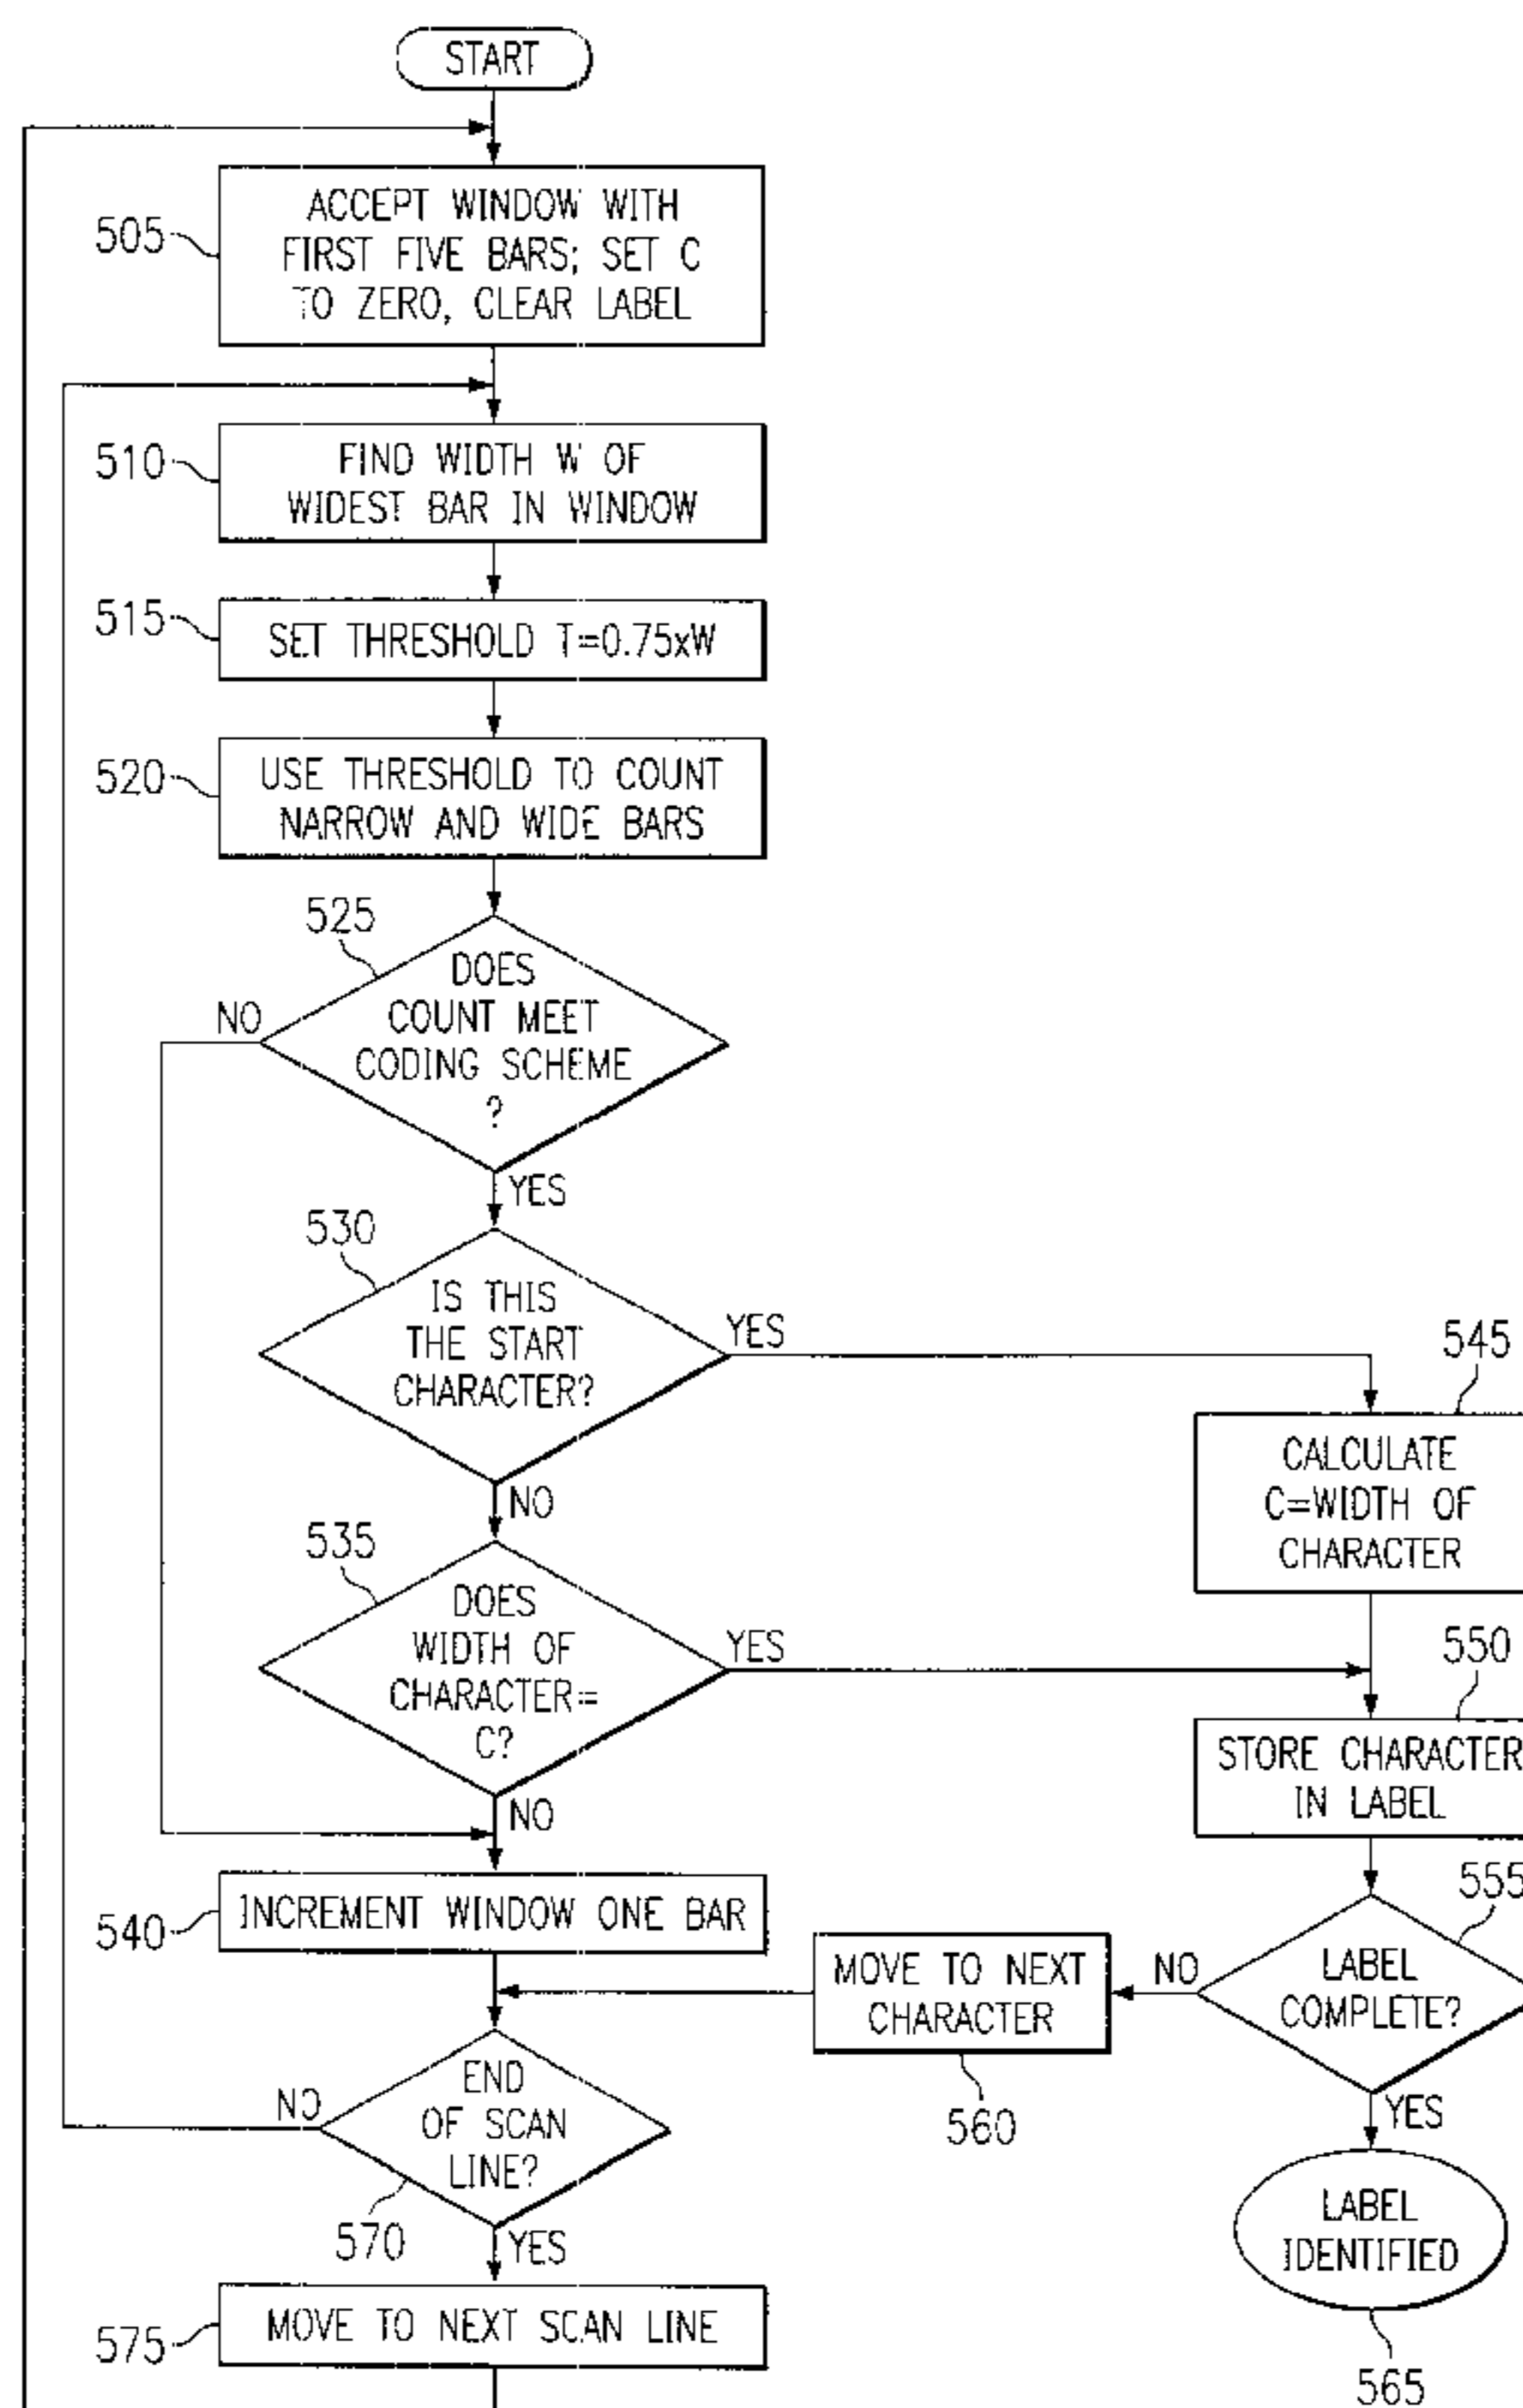 START
505
ACCEPT WINDOW WITH
FIRST FIVE BARS; SET C
TO ZERO, CLEAR LABEL
510
FIND WIDTH W OF
WIDEST BAR IN WINDOW
515
SET THRESHOLD T=0.75xW
520
USE THRESHOLD TO COUNT
NARROW AND WIDE BARS
525
DOES
COUNT MEET
CODING SCHEME
?
NO
YES
530
IS THIS
THE START
CHARACTER?
YES
NO
545
CALCULATE
C=WIDTH OF
CHARACTER
535
DOES
WIDTH OF
CHARACTER=
C?
YES
NO
550
STORE CHARACTER
IN LABEL
540
INCREMENT WINDOW ONE BAR
555
LABEL
COMPLETE?
NO
YES
MOVE TO NEXT
CHARACTER
560
END
OF SCAN
LINE?
NO
570
YES
LABEL
IDENTIFIED
565
575
MOVE TO NEXT SCAN LINE